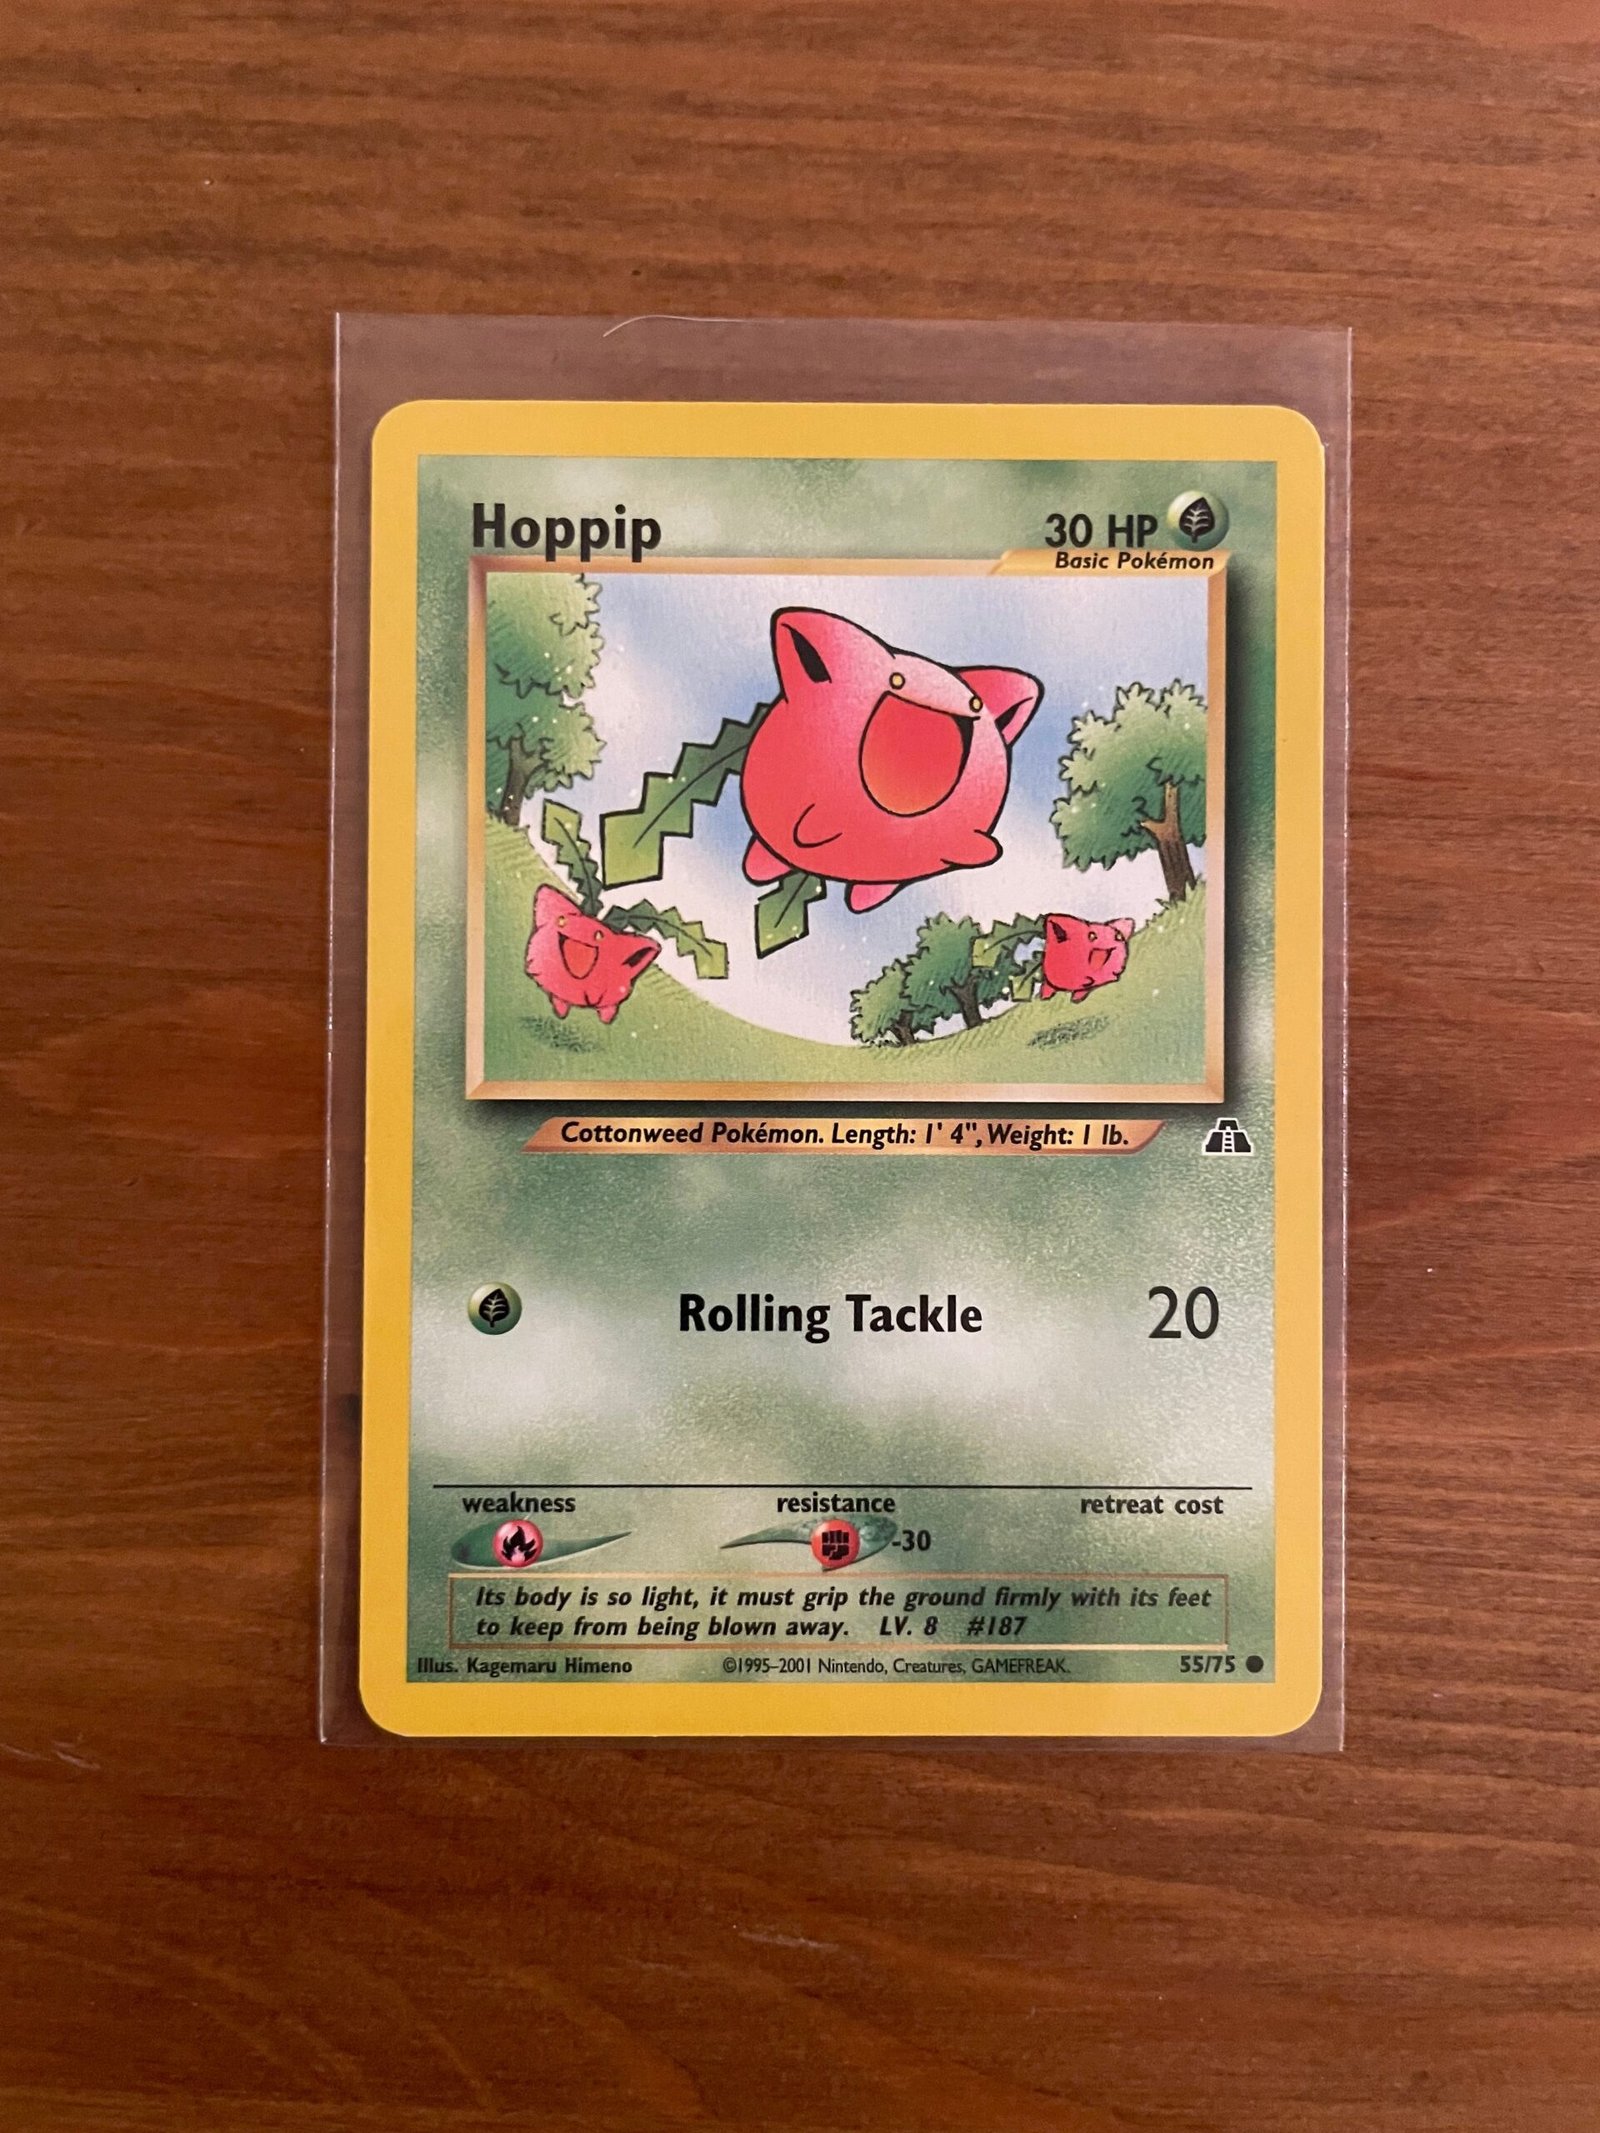 Hoppip
30 HP
Basic Pokémon
Cottonweed Pokémon. Length: 1' 4", Weight: 1 lb.
Rolling Tackle 20
weakness resistance retreat cost
-30
Its body is so light, it must grip the ground firmly with its feet
to keep from being blown away. LV. 8 #187
Illus. Kagemaru Himeno ©1995–2001 Nintendo, Creatures, GAMEFREAK. 55/75